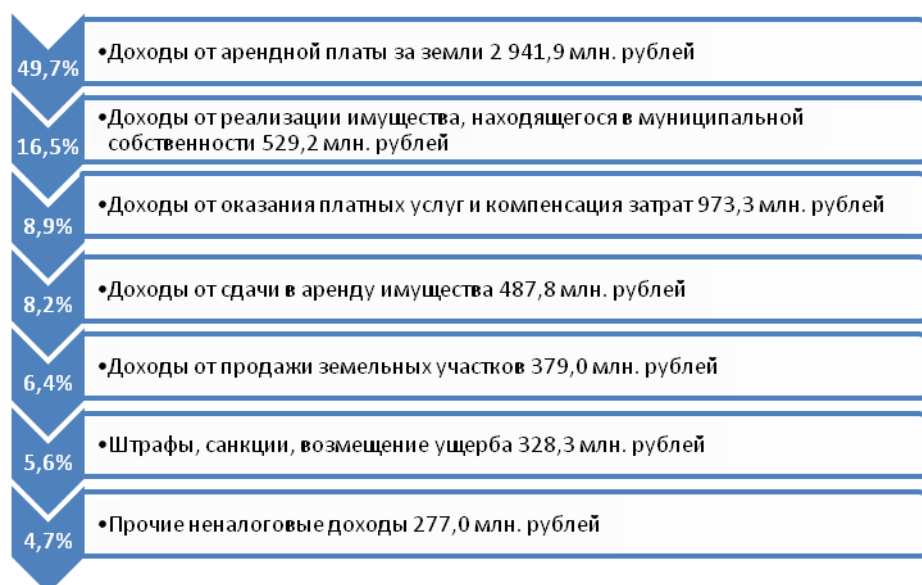 49,7%
•Доходы от арендной платы за земли 2 941,9 млн. рублей
16,5%
•Доходы от реализации имущества, находящегося в муниципальной
собственности 529,2 млн. рублей
8,9%
•Доходы от оказания платных услуг и компенсация затрат 973,3 млн. рублей
8,2%
•Доходы от сдачи в аренду имущества 487,8 млн. рублей
6,4%
•Доходы от продажи земельных участков 379,0 млн. рублей
5,6%
•Штрафы, санкции, возмещение ущерба 328,3 млн. рублей
4,7%
•Прочие неналоговые доходы 277,0 млн. рублей